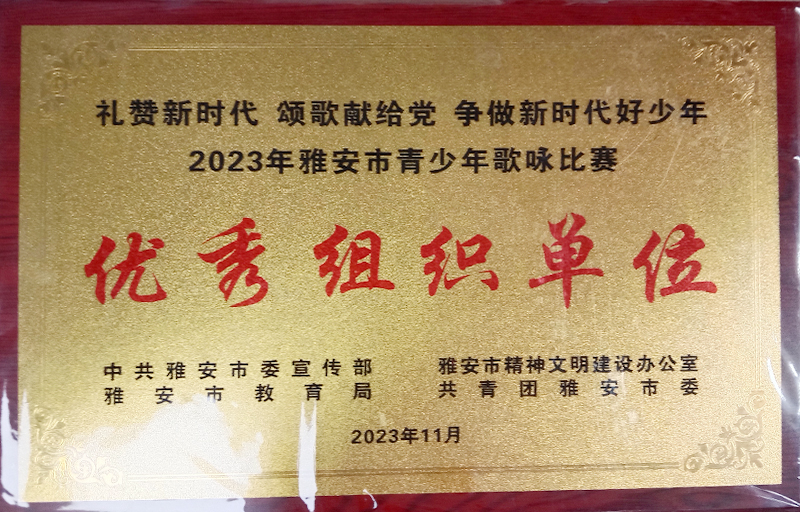 礼赞新时代 颂歌献给党 争做新时代好少年
2023年雅安市青少年歌咏比赛
优秀组织单位
中共雅安市委宣传部
雅安市教育局
雅安市精神文明建设办公室
共青团雅安市委
2023年11月